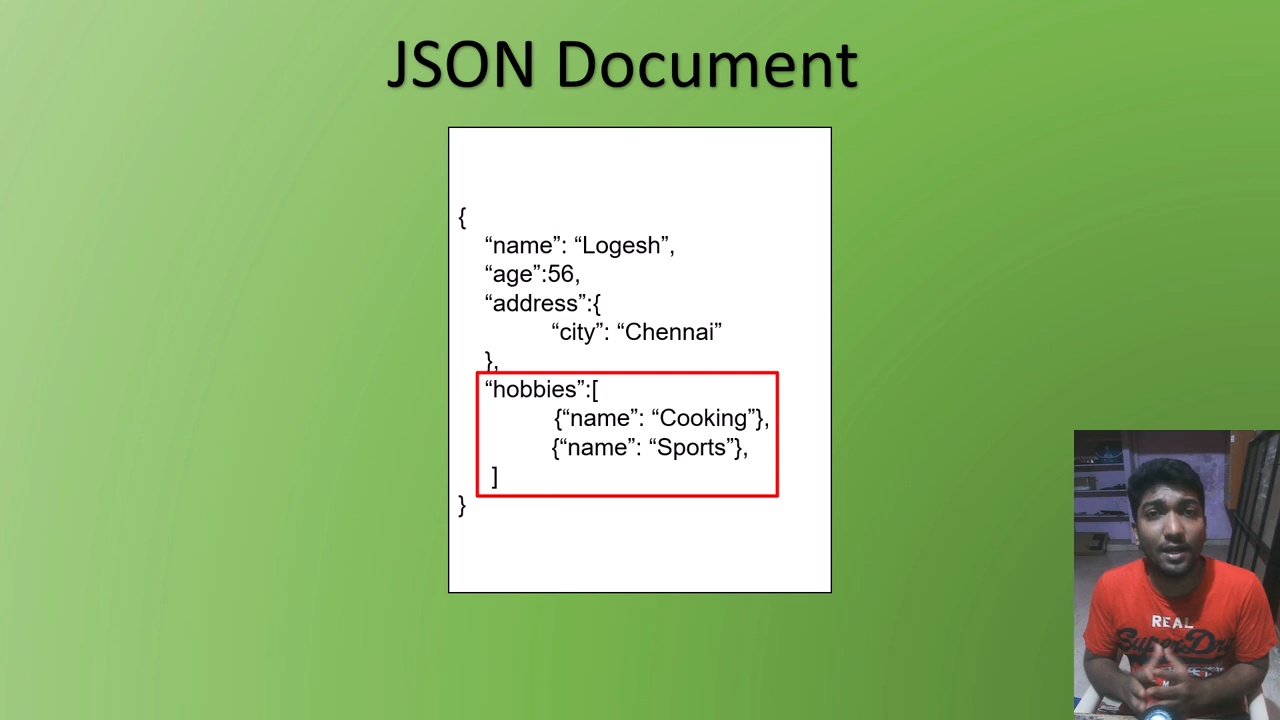 JSON Document
{
“name”: “Logesh”,
“age”:56,
“address”:{
“city”: “Chennai”
},
“hobbies”:[
{“name”: “Cooking”},
{“name”: “Sports”},
]
}
REAL